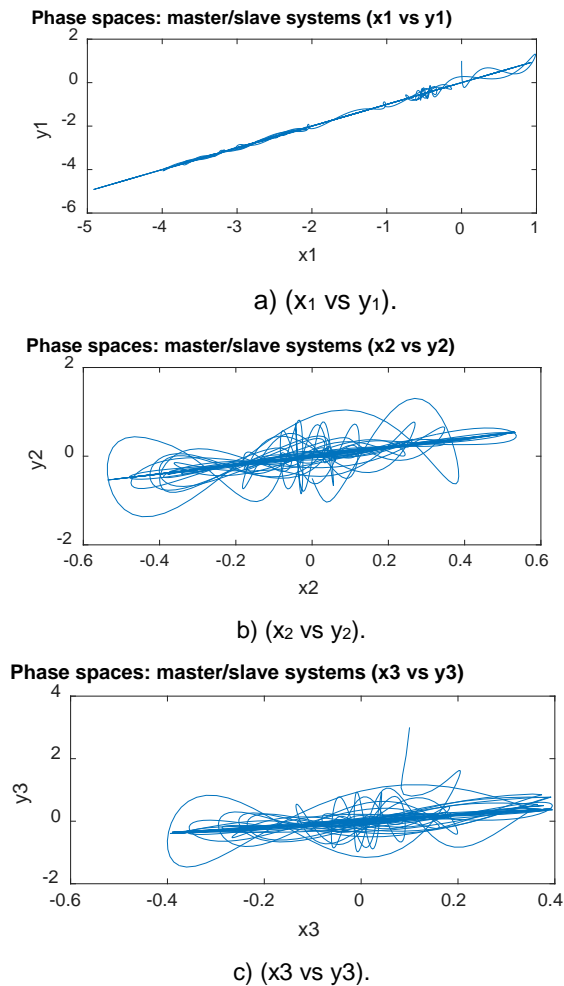 Phase spaces: master/slave systems (x1 vs y1)
2
0
-2
-4
-6
y1
-5 -4 -3 -2 -1 0 1
x1
a) (x₁ vs y₁).
Phase spaces: master/slave systems (x2 vs y2)
2
0
-2
y2
-0.6 -0.4 -0.2 0 0.2 0.4 0.6
x2
b) (x₂ vs y₂).
Phase spaces: master/slave systems (x3 vs y3)
4
2
0
-2
y3
-0.6 -0.4 -0.2 0 0.2 0.4
x3
c) (x3 vs y3).